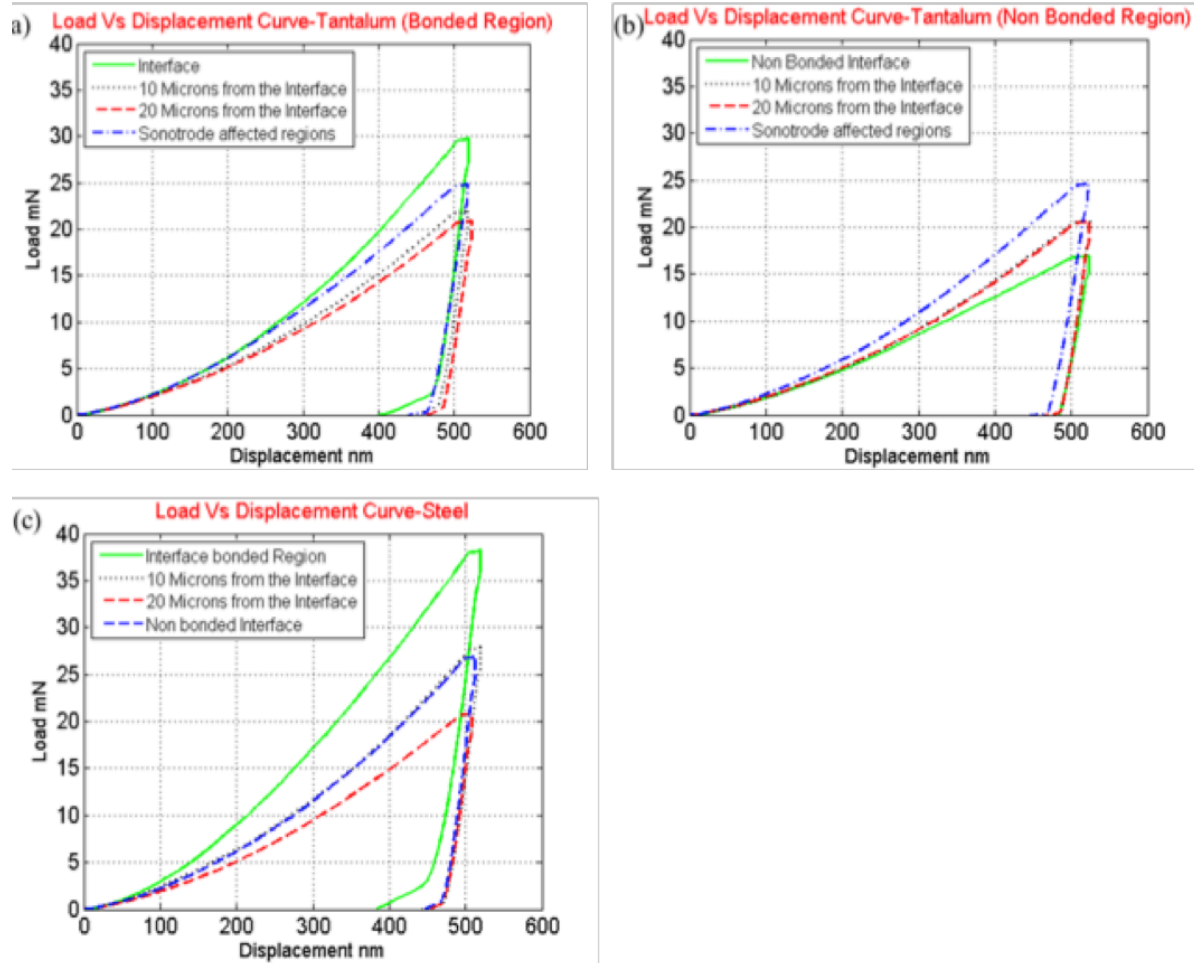 a)
Load Vs Displacement Curve-Tantalum (Bonded Region)
40
35
30
25
20
15
10
5
0
Load mN
Interface
10 Microns from the Interface
20 Microns from the Interface
Sonotrode affected regions
0 100 200 300 400 500 600
Displacement nm
(b)
Load Vs Displacement Curve-Tantalum (Non Bonded Region)
40
35
30
25
20
15
10
5
0
Load mN
Non Bonded Interface
10 Microns from the Interface
20 Microns from the Interface
Sonotrode affected regions
0 100 200 300 400 500 600
Displacement nm
(c)
Load Vs Displacement Curve-Steel
40
35
30
25
20
15
10
5
0
Load mN
Interface bonded Region
10 Microns from the Interface
20 Microns from the Interface
Non bonded Interface
0 100 200 300 400 500 600
Displacement nm